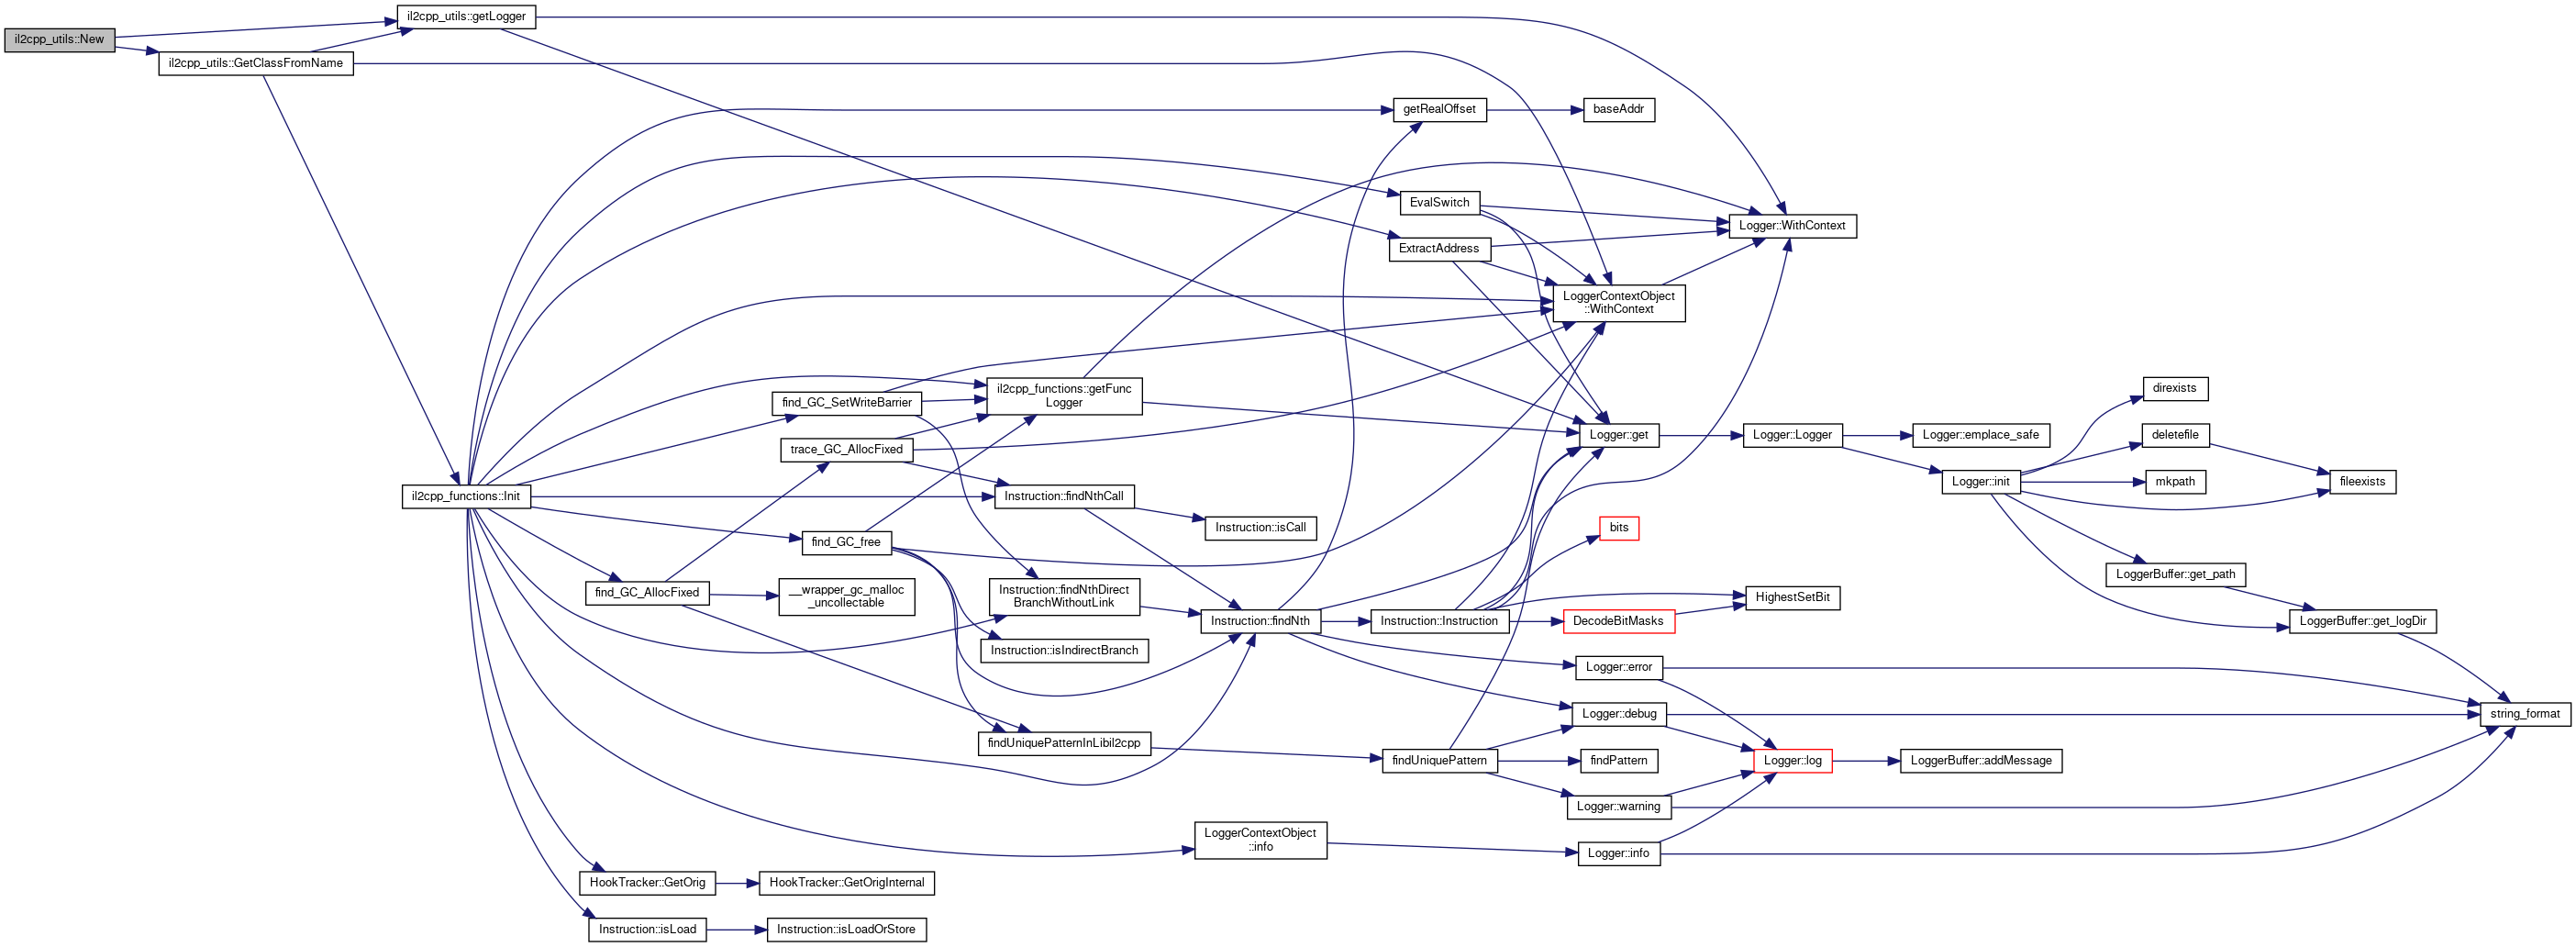 il2cpp_utils::New
il2cpp_utils::getLogger
il2cpp_utils::GetClassFromName
getRealOffset
baseAddr
EvalSwitch
Logger::WithContext
ExtractAddress
LoggerContextObject
::WithContext
find_GC_SetWriteBarrier
il2cpp_functions::getFunc
Logger
trace_GC_AllocFixed
Logger::get
Logger::Logger
Logger::emplace_safe
direxists
deletefile
Logger::init
mkpath
fileexists
il2cpp_functions::Init
Instruction::findNthCall
Instruction::isCall
bits
find_GC_free
LoggerBuffer::get_path
find_GC_AllocFixed
__wrapper_gc_malloc
_uncollectable
Instruction::findNthDirect
BranchWithoutLink
HighestSetBit
Instruction::findNth
Instruction::Instruction
DecodeBitMasks
LoggerBuffer::get_logDir
Instruction::isIndirectBranch
Logger::error
Logger::debug
string_format
findUniquePatternInLibil2cpp
findUniquePattern
findPattern
Logger::log
LoggerBuffer::addMessage
Logger::warning
LoggerContextObject
::info
Logger::info
HookTracker::GetOrig
HookTracker::GetOrigInternal
Instruction::isLoad
Instruction::isLoadOrStore